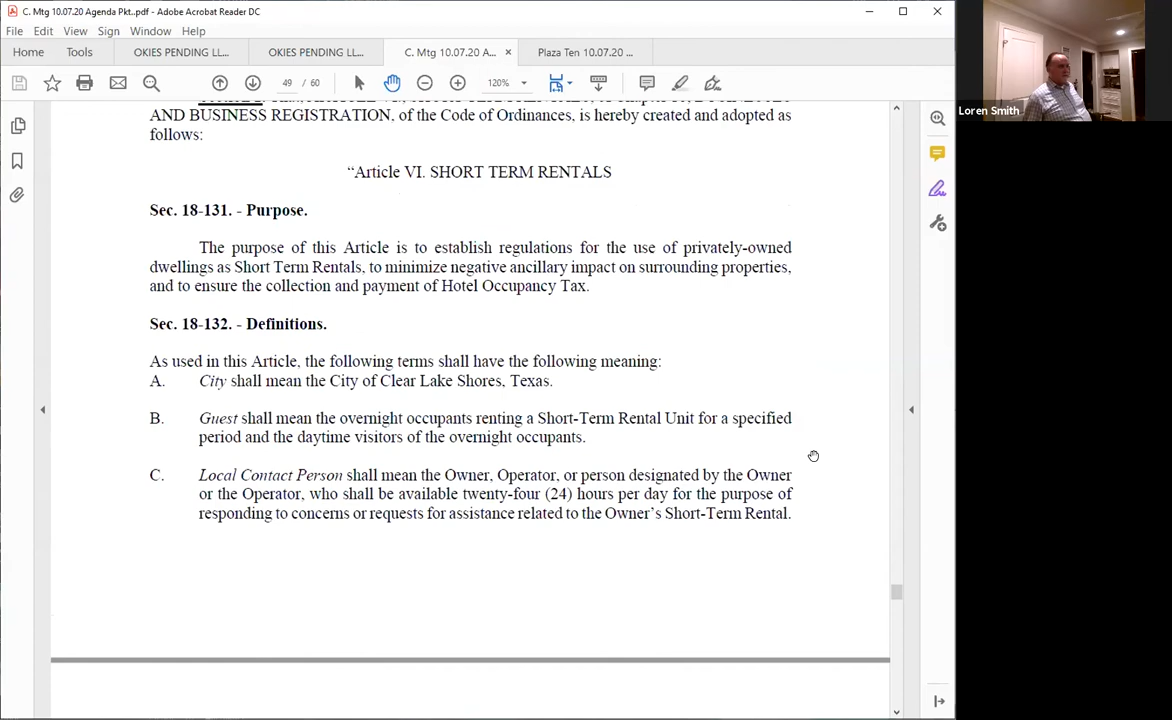 C. Mtg 10.07.20 Agenda Pkt..pdf - Adobe Acrobat Reader DC
File Edit View Sign Window Help
Home Tools OKIES PENDING LL... OKIES PENDING LL... C. Mtg 10.07.20 A... × Plaza Ten 10.07.20 ...
49 / 60 120%
AND BUSINESS REGISTRATION, of the Code of Ordinances, is hereby created and adopted as
follows:
“Article VI. SHORT TERM RENTALS
Sec. 18-131. - Purpose.
The purpose of this Article is to establish regulations for the use of privately-owned
dwellings as Short Term Rentals, to minimize negative ancillary impact on surrounding properties,
and to ensure the collection and payment of Hotel Occupancy Tax.
Sec. 18-132. - Definitions.
As used in this Article, the following terms shall have the following meaning:
A. City shall mean the City of Clear Lake Shores, Texas.
B. Guest shall mean the overnight occupants renting a Short-Term Rental Unit for a specified
period and the daytime visitors of the overnight occupants.
C. Local Contact Person shall mean the Owner, Operator, or person designated by the Owner
or the Operator, who shall be available twenty-four (24) hours per day for the purpose of
responding to concerns or requests for assistance related to the Owner’s Short-Term Rental.
Loren Smith